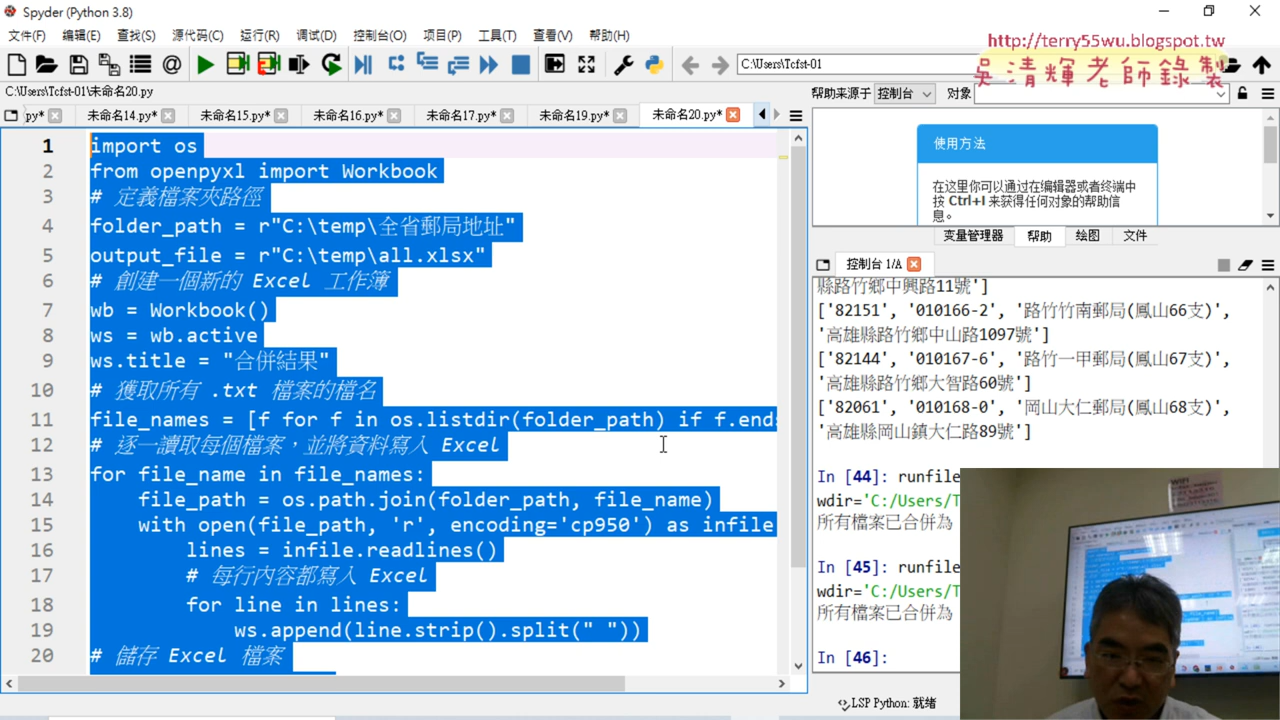 Spyder (Python 3.8)
文件(F) 编辑(E) 查找(S) 源代码(C) 运行(R) 调试(D) 控制台(O) 项目(P) 工具(T) 查看(V) 帮助(H)
http://terry55wu.blogspot.tw
吳清輝老師錄製
C:\Users\Tcfst-01
C:\Users\Tcfst-01\未命名20.py
帮助来源于 控制台 对象
py* 未命名14.py* 未命名15.py* 未命名16.py* 未命名17.py* 未命名19.py* 未命名20.py*
1 import os
2 from openpyxl import Workbook
3 # 定義檔案夾路徑
4 folder_path = r"C:\temp\全省郵局地址"
5 output_file = r"C:\temp\all.xlsx"
6 # 創建一個新的 Excel 工作簿
7 wb = Workbook()
8 ws = wb.active
9 ws.title = "合併結果"
10 # 獲取所有 .txt 檔案的檔名
11 file_names = [f for f in os.listdir(folder_path) if f.ends
12 # 逐一讀取每個檔案，並將資料寫入 Excel
13 for file_name in file_names:
14 file_path = os.path.join(folder_path, file_name)
15 with open(file_path, 'r', encoding='cp950') as infile
16 lines = infile.readlines()
17 # 每行內容都寫入 Excel
18 for line in lines:
19 ws.append(line.strip().split(" "))
20 # 儲存 Excel 檔案
使用方法
在这里你可以通过在编辑器或者终端中
按 Ctrl+I 来获得任何对象的帮助信
息。
变量管理器 帮助 绘图 文件
控制台 1/A
縣路竹鄉中興路11號']
['82151', '010166-2', '路竹竹南郵局(鳳山66支)',
'高雄縣路竹鄉中山路1097號']
['82144', '010167-6', '路竹一甲郵局(鳳山67支)',
'高雄縣路竹鄉大智路60號']
['82061', '010168-0', '岡山大仁郵局(鳳山68支)',
'高雄縣岡山鎮大仁路89號']
In [44]: runfile
wdir='C:/Users/T
所有檔案已合併為
In [45]: runfile
wdir='C:/Users/T
所有檔案已合併為
In [46]:
LSP Python: 就绪